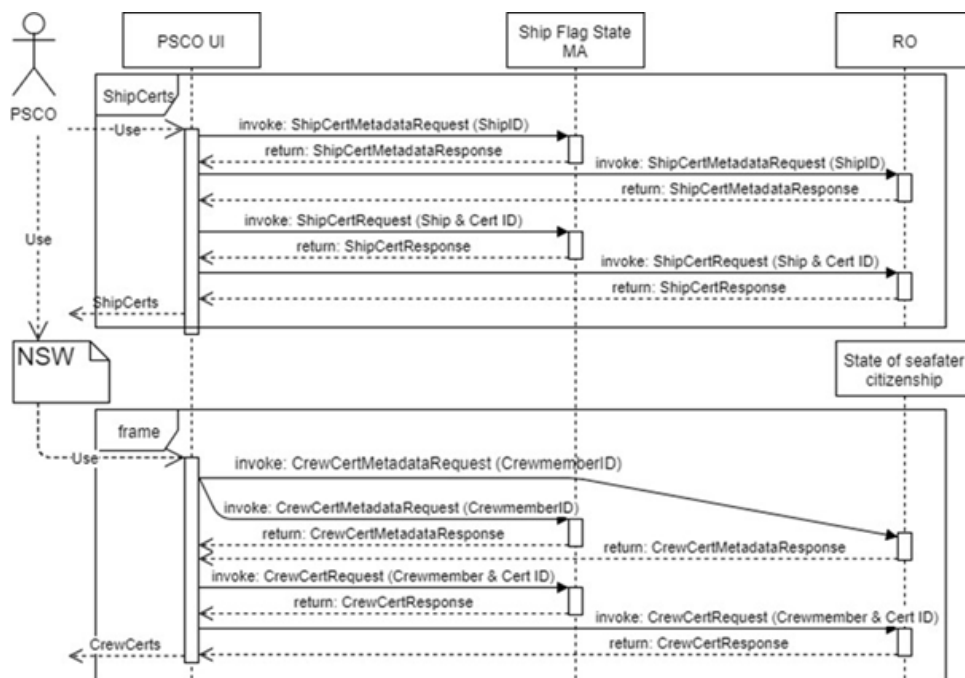 PSCO UI
Ship Flag State
MA
RO
PSCO
ShipCerts
Use
invoke: ShipCertMetadataRequest (ShipID)
return: ShipCertMetadataResponse
invoke: ShipCertMetadataRequest (ShipID)
return: ShipCertMetadataResponse
invoke: ShipCertRequest (Ship & Cert ID)
Use
return: ShipCertResponse
invoke: ShipCertRequest (Ship & Cert ID)
return: ShipCertResponse
ShipCerts
NSW
State of seafater
citizenship
frame
Use
invoke: CrewCertMetadataRequest (CrewmemberID)
invoke: CrewCertMetadataRequest (CrewmemberID)
return: CrewCertMetadataResponse
return: CrewCertMetadataResponse
invoke: CrewCertRequest (Crewmember & Cert ID)
return: CrewCertResponse
invoke: CrewCertRequest (Crewmember & Cert ID)
return: CrewCertResponse
CrewCerts